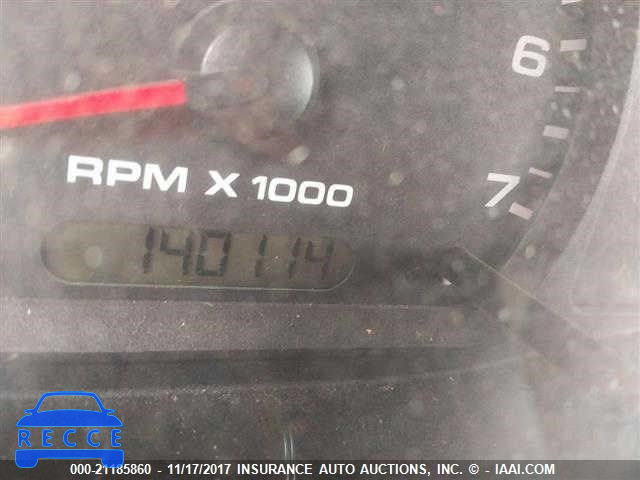 6
7
RPM X 1000
140114
RECCE
000-21185860 - 11/17/2017 INSURANCE AUTO AUCTIONS, INC. - © IAAI.COM